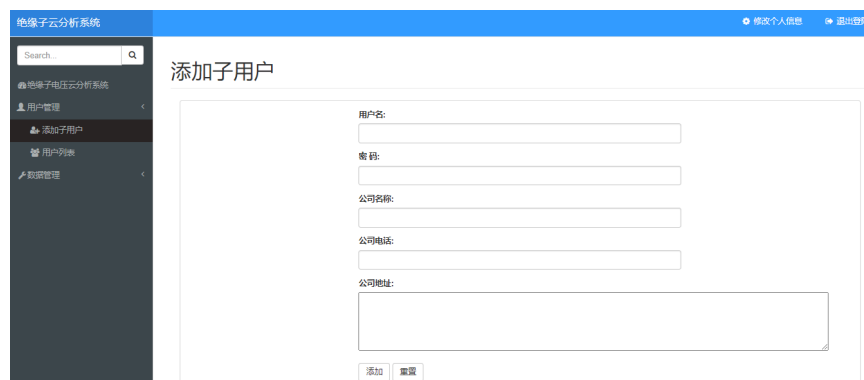 绝缘子云分析系统
修改个人信息
退出登陆
Search...
绝缘子电压云分析系统
用户管理
添加子用户
用户列表
数据管理
添加子用户
用户名:
密 码:
公司名称:
公司电话:
公司地址:
添加
重置